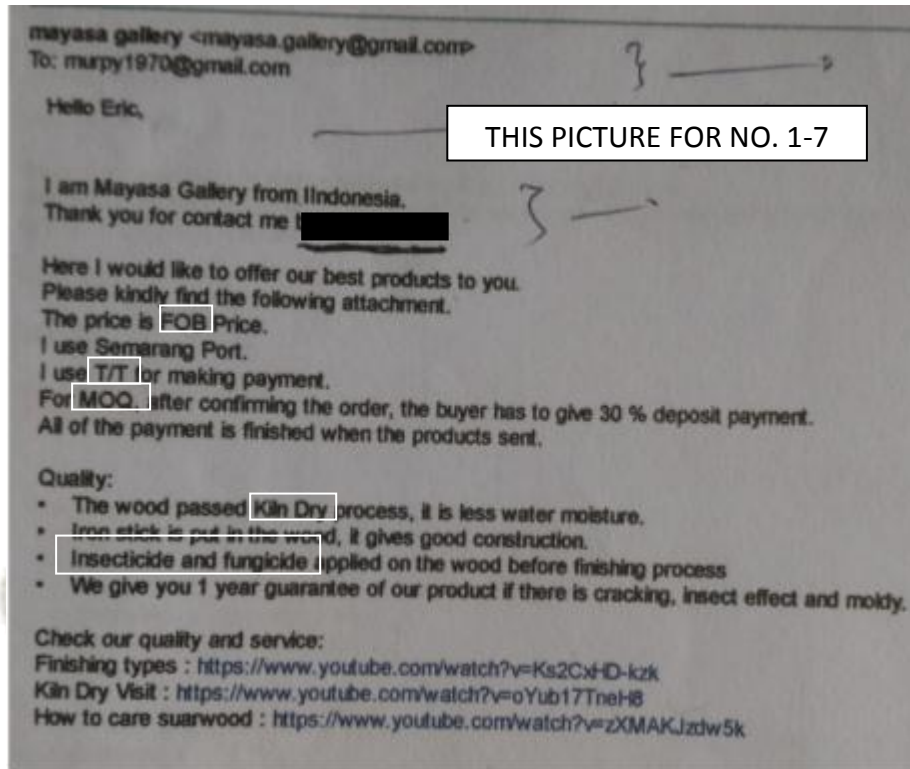 mayasa gallery <mayasa.gallery@gmail.com>
To: murpy1970@gmail.com
Hello Eric,
THIS PICTURE FOR NO. 1-7
I am Mayasa Gallery from IIndonesia.
Thank you for contact me
Here I would like to offer our best products to you.
Please kindly find the following attachment.
The price is FOB Price.
I use Semarang Port.
I use T/T for making payment.
For MOQ, after confirming the order, the buyer has to give 30 % deposit payment.
All of the payment is finished when the products sent.
Quality:
• The wood passed Kiln Dry process, it is less water moisture.
• Iron stick is put in the wood, it gives good construction.
• Insecticide and fungicide applied on the wood before finishing process
• We give you 1 year guarantee of our product if there is cracking, insect effect and moldy.
Check our quality and service:
Finishing types : https://www.youtube.com/watch?v=Ks2CxHD-kzk
Kiln Dry Visit : https://www.youtube.com/watch?v=oYub17TneH8
How to care suarwood : https://www.youtube.com/watch?v=zXMAKJzdw5k